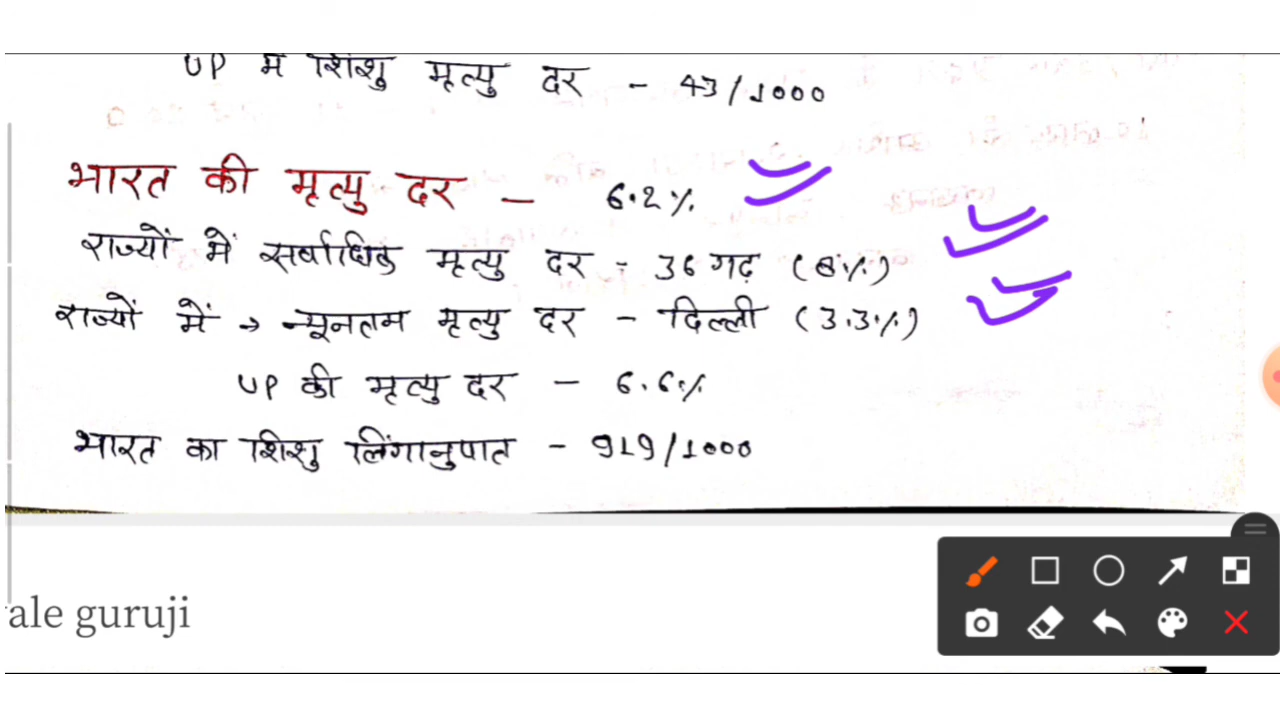 UP में शिशु मृत्यु दर - 43/1000
भारत की मृत्यु दर - 6.2%
राज्यों में सर्वाधिक मृत्यु दर - 36 गढ़ (8%)
राज्यों में → न्यूनतम मृत्यु दर - दिल्ली (3.3%)
UP की मृत्यु दर - 6.6%
भारत का शिशु लिंगानुपात - 919/1000
ale guruji